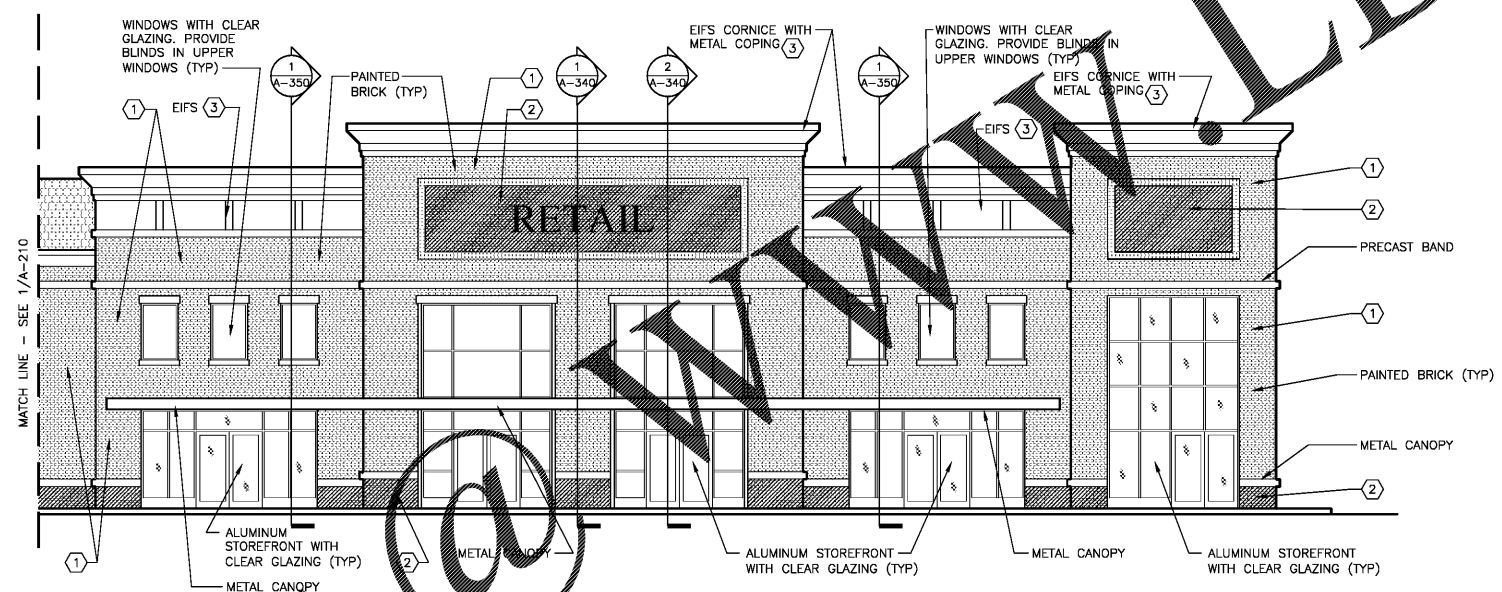 WINDOWS WITH CLEAR
GLAZING. PROVIDE
BLINDS IN UPPER
WINDOWS (TYP)
1
A-350
PAINTED
BRICK (TYP)
1
EIFS 3
1
2
1
A-340
2
A-340
EIFS CORNICE WITH
METAL COPING 3
1
A-350
WINDOWS WITH CLEAR
GLAZING. PROVIDE BLINDS IN
UPPER WINDOWS (TYP)
EIFS CORNICE WITH
METAL COPING 3
EIFS 3
RETAIL
1
2
PRECAST BAND
1
PAINTED BRICK (TYP)
METAL CANOPY
2
MATCH LINE - SEE 1/A-210
1
ALUMINUM
STOREFRONT WITH
CLEAR GLAZING (TYP)
METAL CANOPY
2
METAL CANOPY
ALUMINUM STOREFRONT
WITH CLEAR GLAZING (TYP)
METAL CANOPY
ALUMINUM STOREFRONT
WITH CLEAR GLAZING (TYP)
@ WWW.